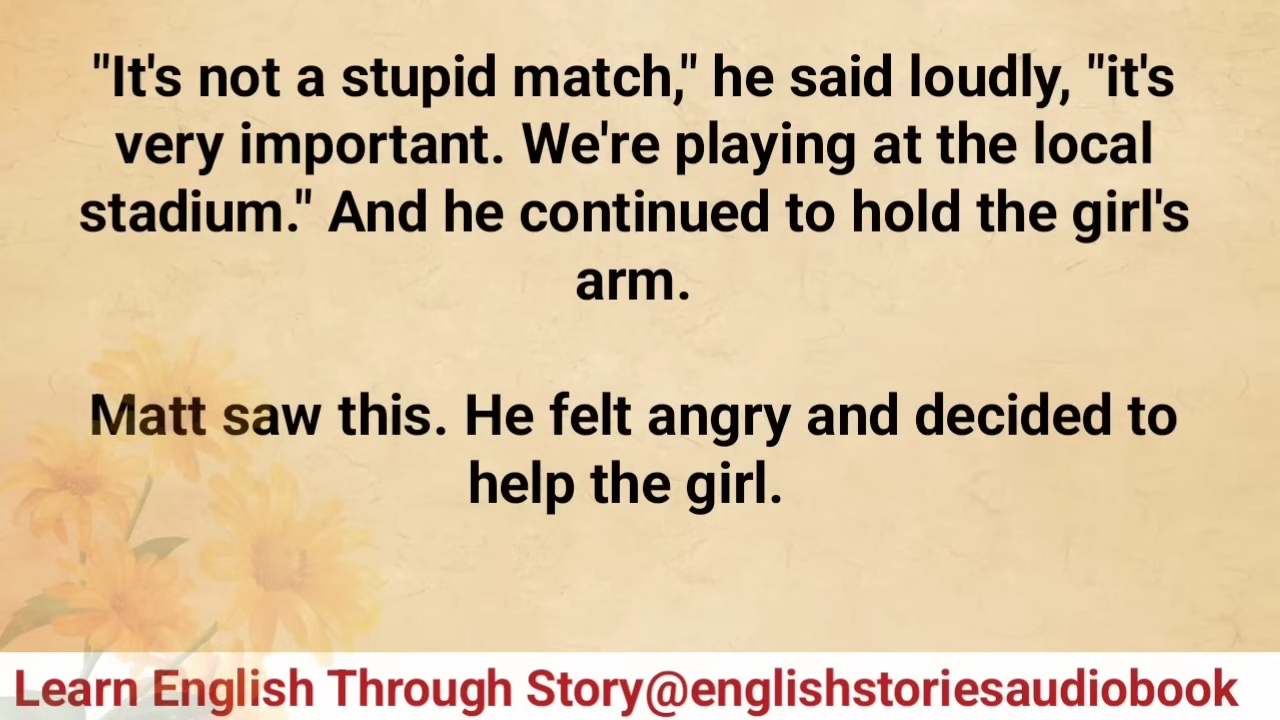 "It's not a stupid match," he said loudly, "it's
very important. We're playing at the local
stadium." And he continued to hold the girl's
arm.
Matt saw this. He felt angry and decided to
help the girl.
Learn English Through Story@englishstoriesaudiobook